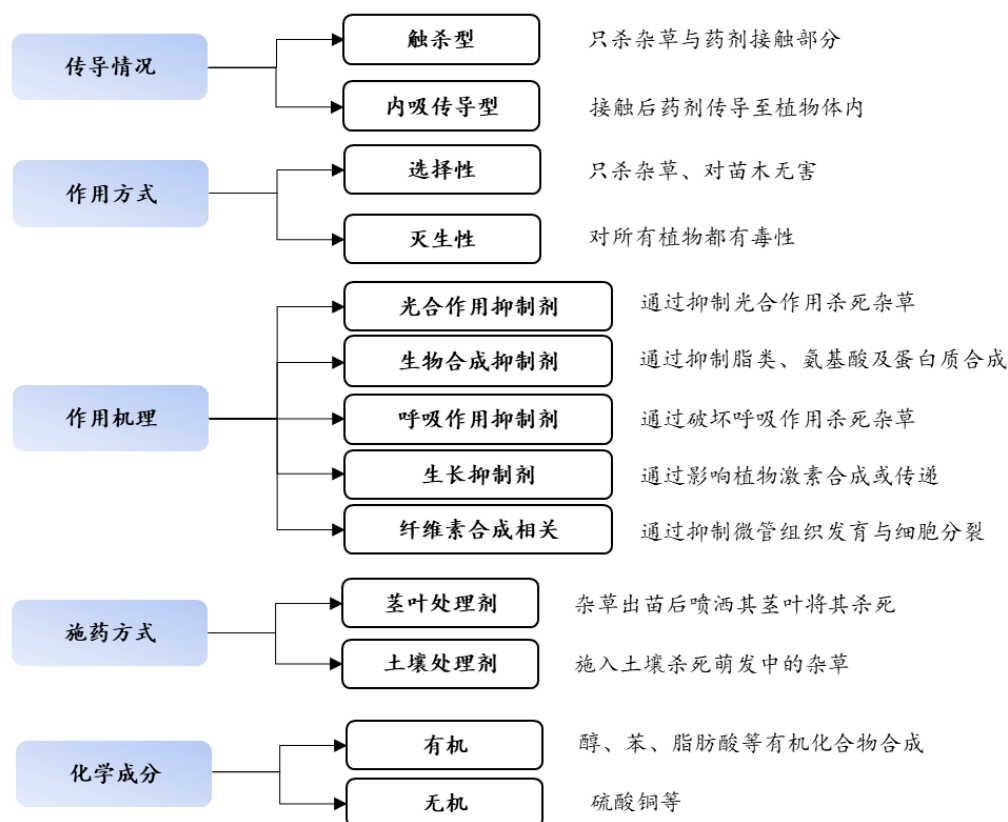 传导情况
触杀型 只杀杂草与药剂接触部分
内吸传导型 接触后药剂传导至植物体内
作用方式
选择性 只杀杂草、对苗木无害
灭生性 对所有植物都有毒性
作用机理
光合作用抑制剂 通过抑制光合作用杀死杂草
生物合成抑制剂 通过抑制脂类、氨基酸及蛋白质合成
呼吸作用抑制剂 通过破坏呼吸作用杀死杂草
生长抑制剂 通过影响植物激素合成或传递
纤维素合成相关 通过抑制微管组织发育与细胞分裂
施药方式
茎叶处理剂 杂草出苗后喷洒其茎叶将其杀死
土壤处理剂 施入土壤杀死萌发中的杂草
化学成分
有机 醇、苯、脂肪酸等有机化合物合成
无机 硫酸铜等